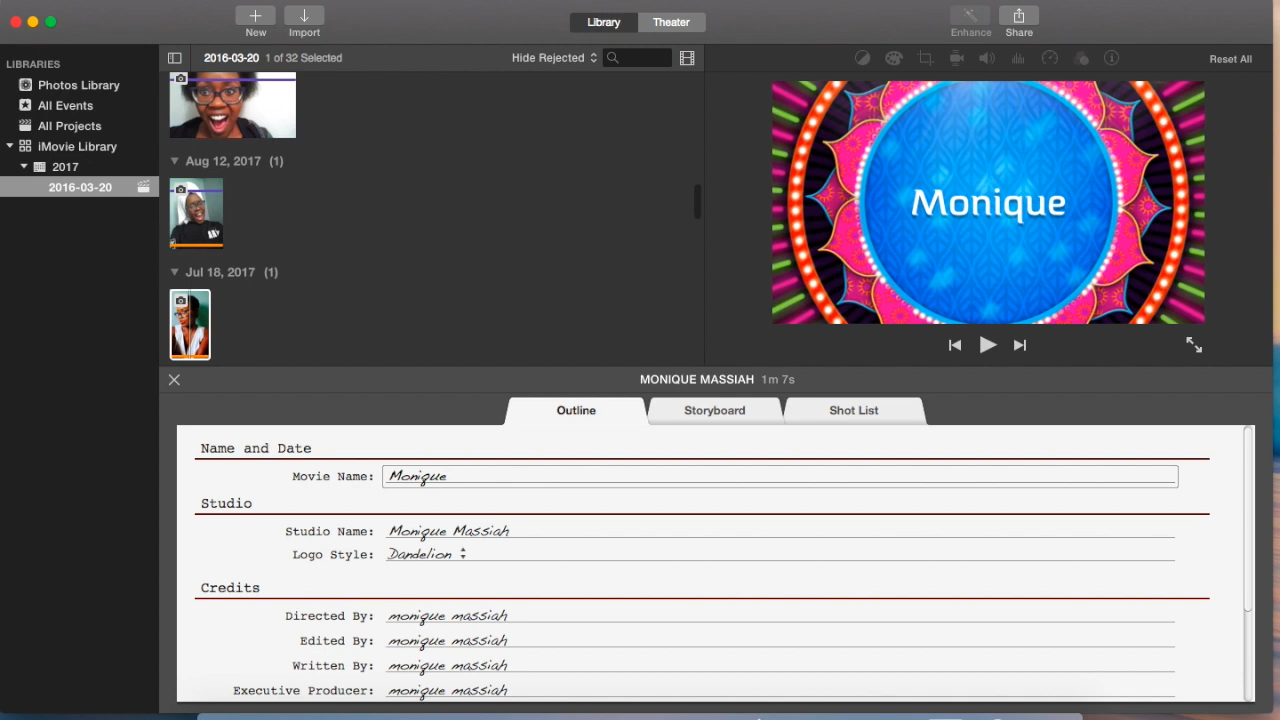 New
Import
Library
Theater
Enhance
Share
LIBRARIES
2016-03-20 1 of 32 Selected
Hide Rejected
Reset All
Photos Library
All Events
All Projects
iMovie Library
2017
2016-03-20
Aug 12, 2017 (1)
Jul 18, 2017 (1)
Monique
MONIQUE MASSIAH 1m 7s
Outline
Storyboard
Shot List
Name and Date
Movie Name: Monique
Studio
Studio Name: Monique Massiah
Logo Style: Dandelion
Credits
Directed By: monique massiah
Edited By: monique massiah
Written By: monique massiah
Executive Producer: monique massiah